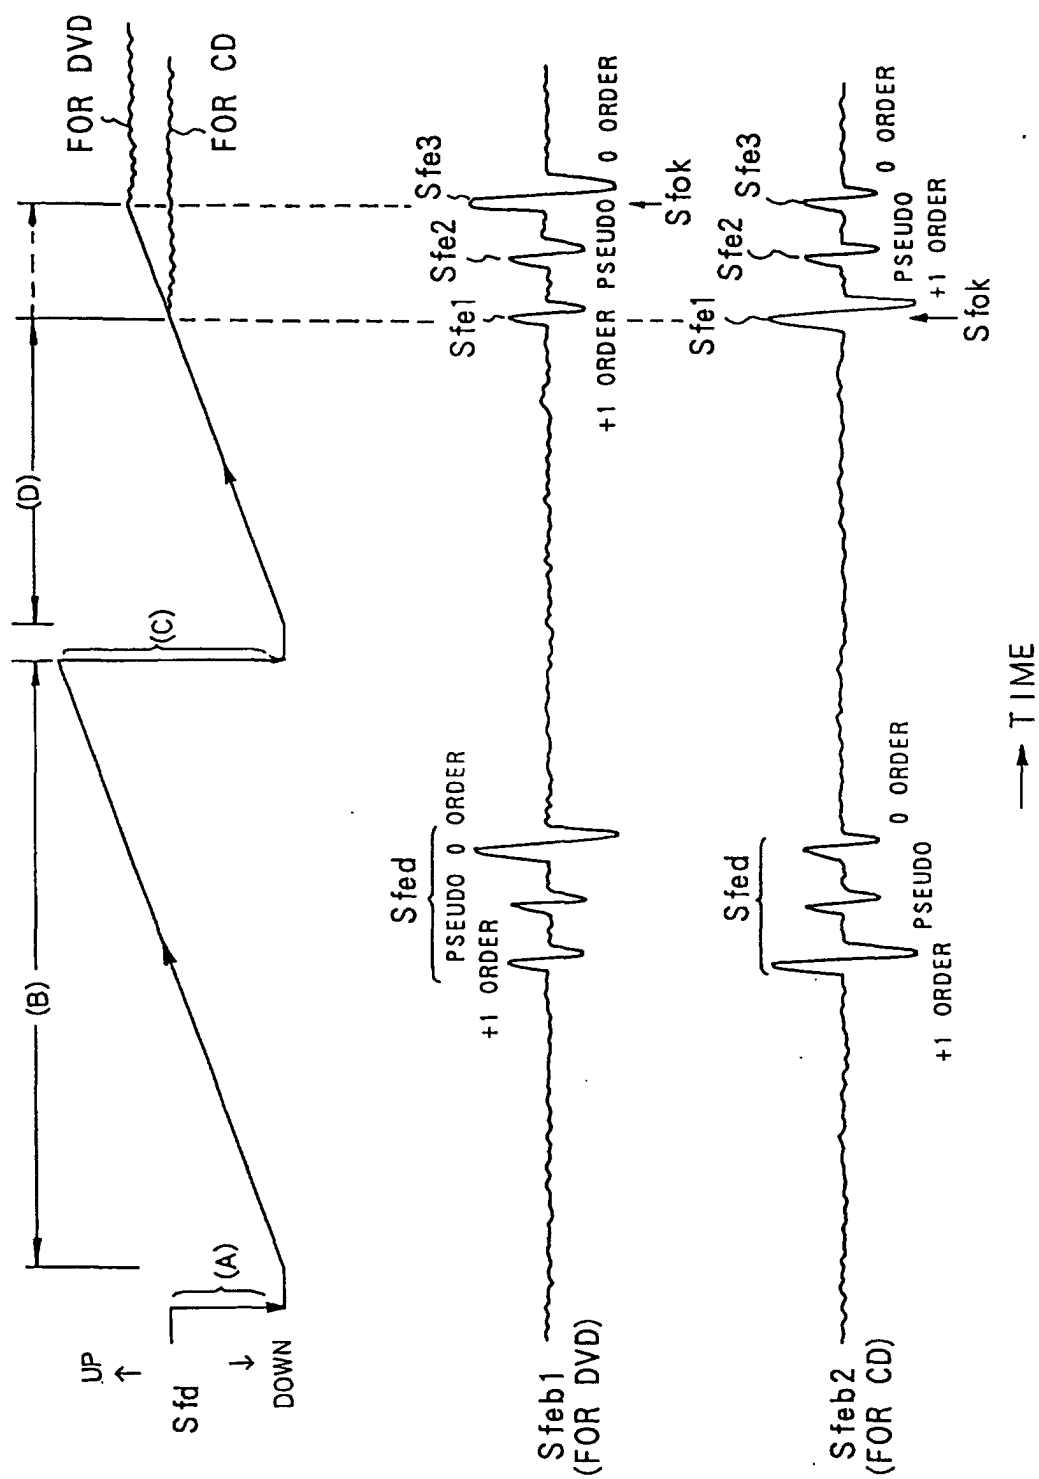 UP
Sfd
DOWN
(A)
(B)
(C)
(D)
FOR DVD
FOR CD
Sfeb1
(FOR DVD)
Sfed
+1 ORDER
PSEUDO
0 ORDER
Sfe1
Sfe2
Sfe3
+1 ORDER
PSEUDO
0 ORDER
Sfok
Sfeb2
(FOR CD)
Sfed
+1 ORDER
PSEUDO
0 ORDER
Sfe1
Sfe2
Sfe3
PSEUDO
+1 ORDER
0 ORDER
Sfok
TIME